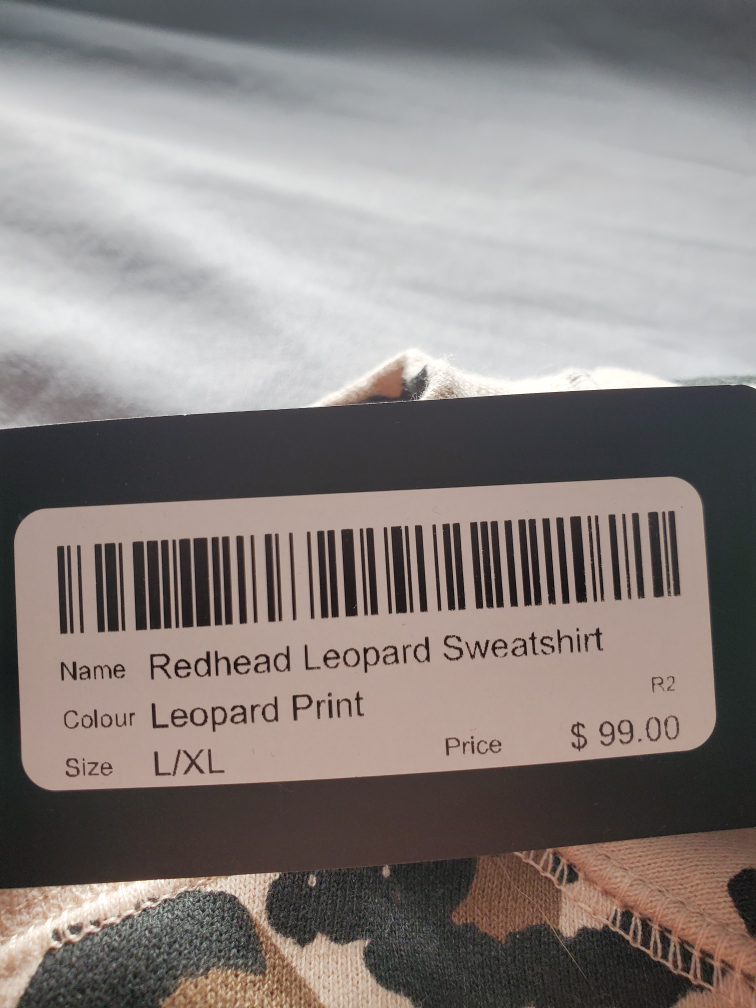 Name Redhead Leopard Sweatshirt
Colour Leopard Print
R2
Size L/XL Price $ 99.00